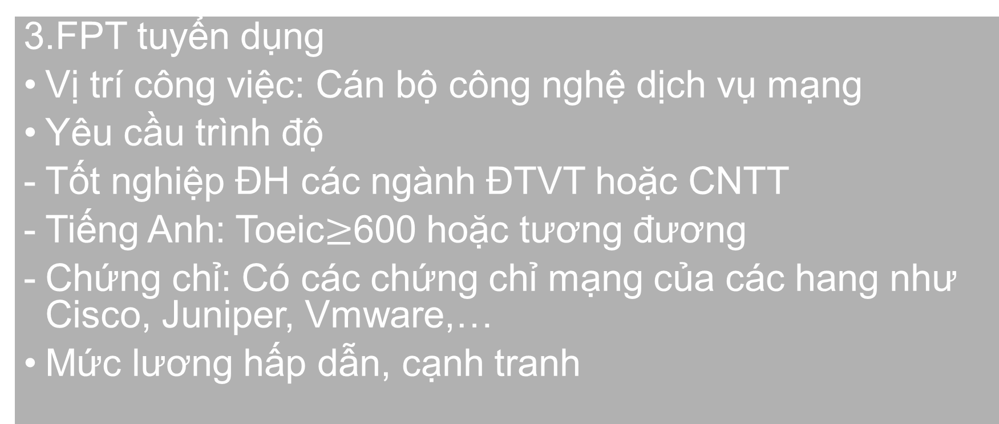 3.FPT tuyển dụng
• Vị trí công việc: Cán bộ công nghệ dịch vụ mạng
• Yêu cầu trình độ
- Tốt nghiệp ĐH các ngành ĐTVT hoặc CNTT
- Tiếng Anh: Toeic≥600 hoặc tương đương
- Chứng chỉ: Có các chứng chỉ mạng của các hang như
Cisco, Juniper, Vmware,…
• Mức lương hấp dẫn, cạnh tranh